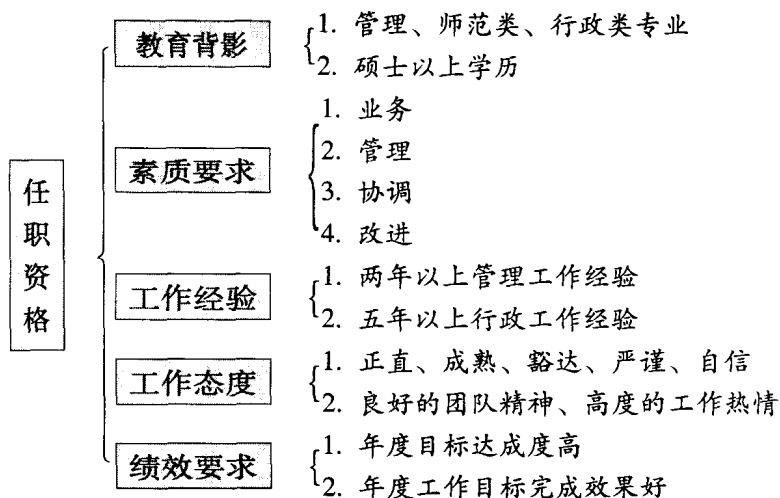 任职资格
教育背影
1. 管理、师范类、行政类专业
2. 硕士以上学历
素质要求
1. 业务
2. 管理
3. 协调
4. 改进
工作经验
1. 两年以上管理工作经验
2. 五年以上行政工作经验
工作态度
1. 正直、成熟、豁达、严谨、自信
2. 良好的团队精神、高度的工作热情
绩效要求
1. 年度目标达成度高
2. 年度工作目标完成效果好